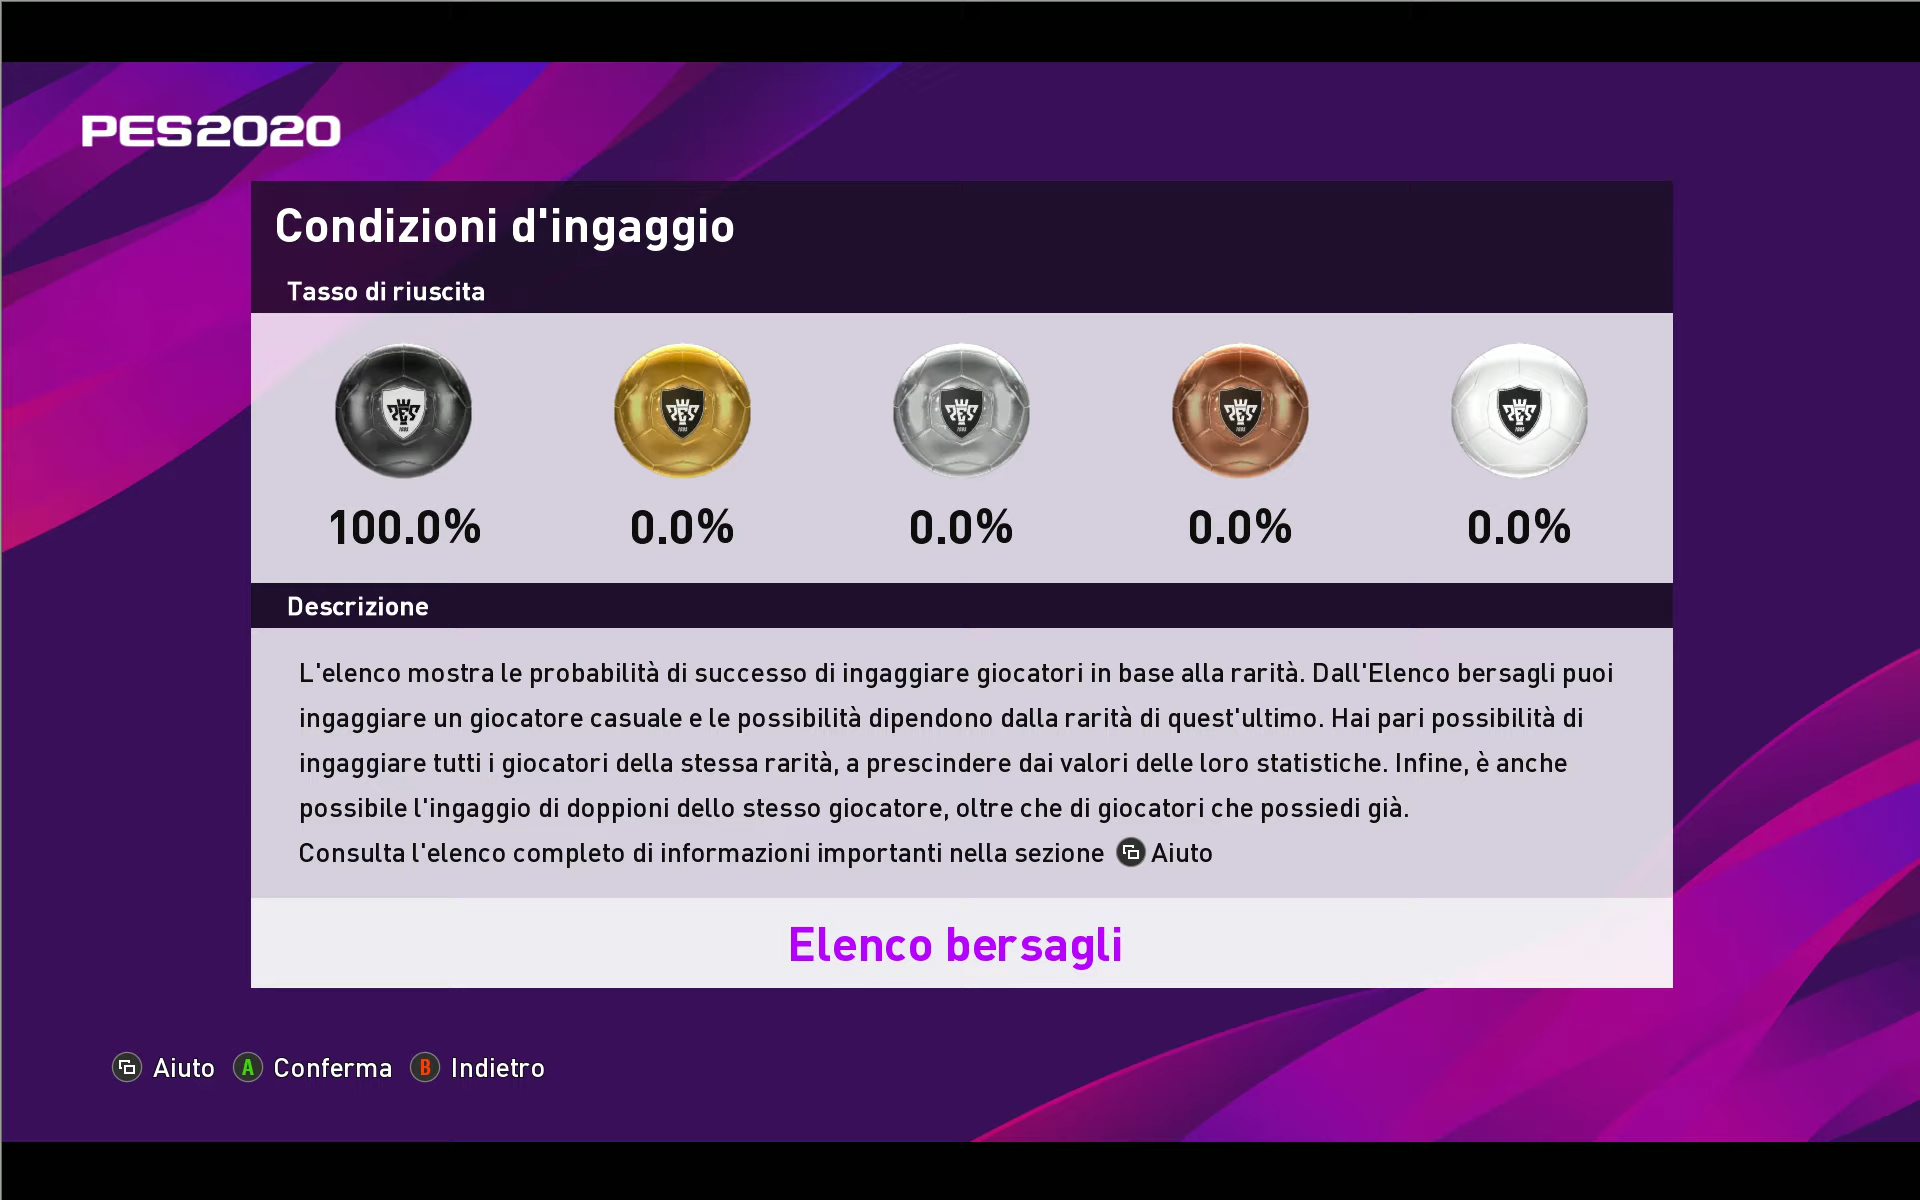 PES2020
Condizioni d'ingaggio
Tasso di riuscita
100.0% 0.0% 0.0% 0.0% 0.0%
Descrizione
L'elenco mostra le probabilità di successo di ingaggiare giocatori in base alla rarità. Dall'Elenco bersagli puoi
ingaggiare un giocatore casuale e le possibilità dipendono dalla rarità di quest'ultimo. Hai pari possibilità di
ingaggiare tutti i giocatori della stessa rarità, a prescindere dai valori delle loro statistiche. Infine, è anche
possibile l'ingaggio di doppioni dello stesso giocatore, oltre che di giocatori che possiedi già.
Consulta l'elenco completo di informazioni importanti nella sezione Aiuto
Elenco bersagli
Aiuto A Conferma B Indietro